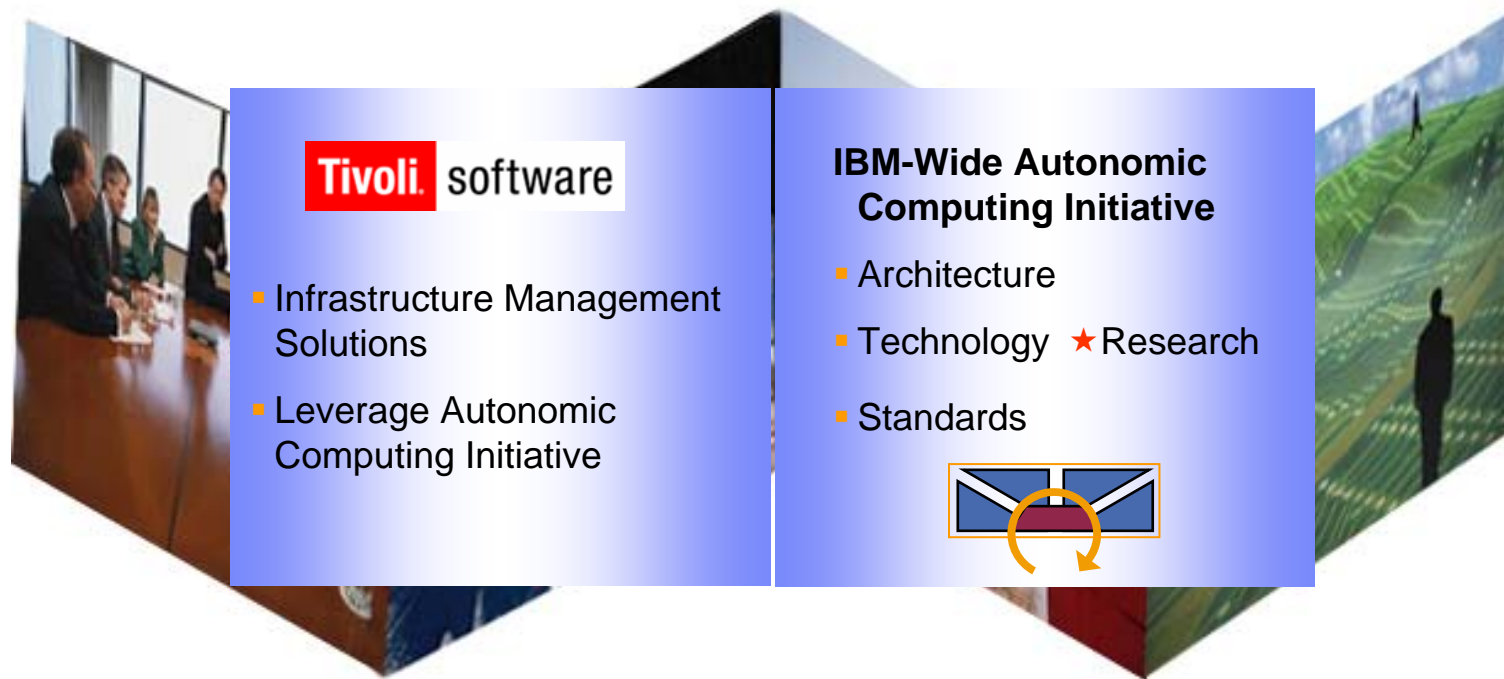 Tivoli. software
Infrastructure Management
Solutions
Leverage Autonomic
Computing Initiative
IBM-Wide Autonomic
Computing Initiative
Architecture
Technology ★Research
Standards